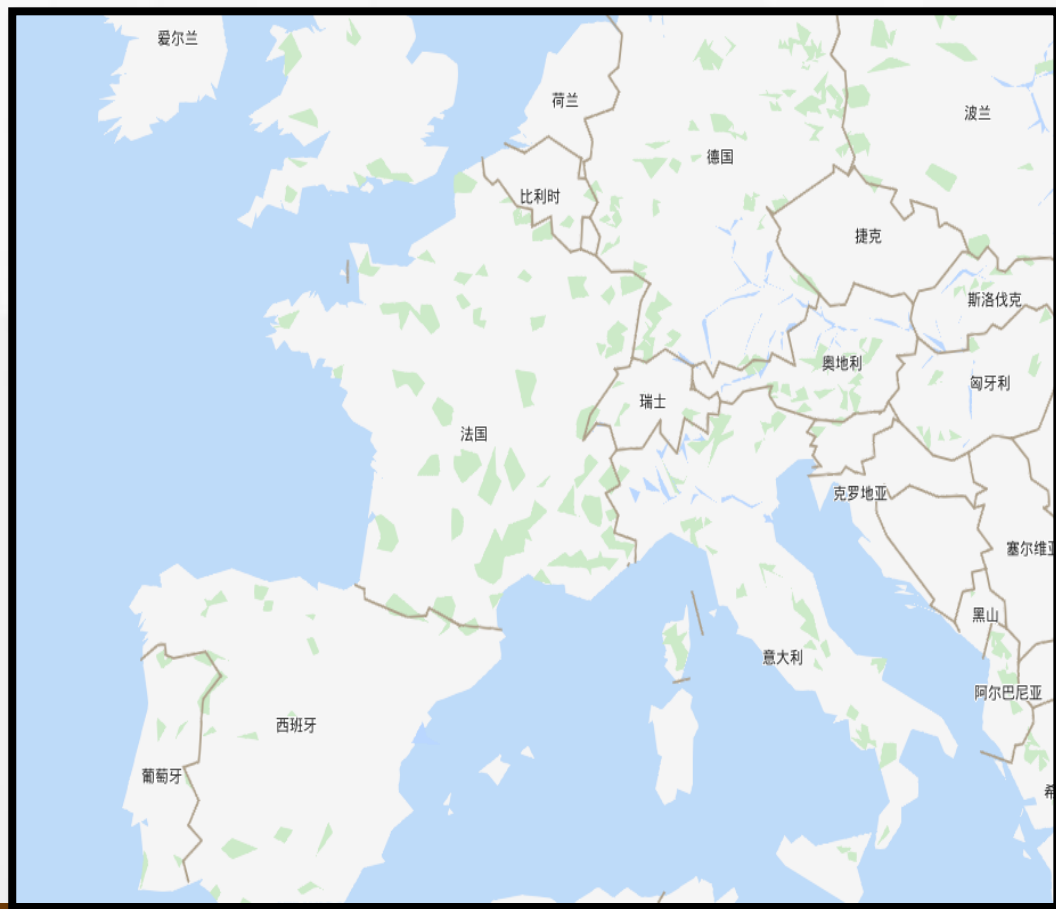 爱尔兰
荷兰
波兰
德国
比利时
捷克
斯洛伐克
奥地利
匈牙利
瑞士
法国
克罗地亚
塞尔维亚
黑山
意大利
阿尔巴尼亚
西班牙
葡萄牙
希